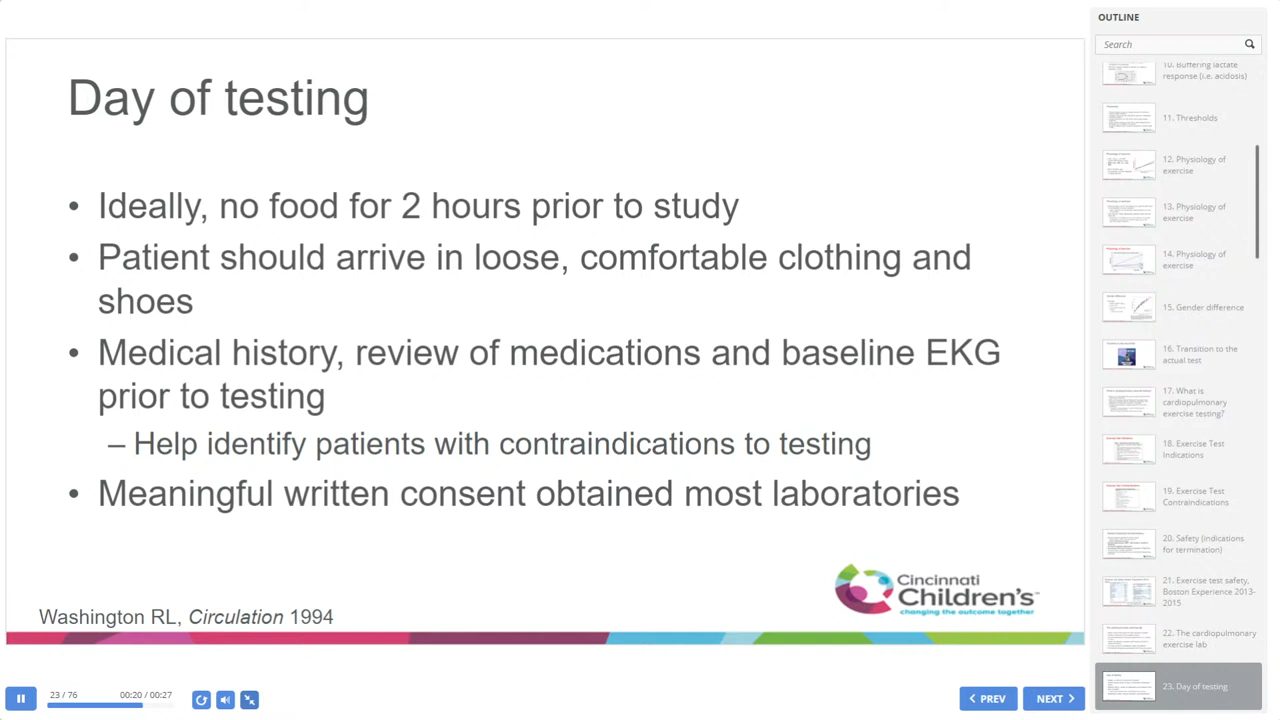 Day of testing
• Ideally, no food for 2 hours prior to study
• Patient should arrive in loose, comfortable clothing and
shoes
• Medical history, review of medications and baseline EKG
prior to testing
– Help identify patients with contraindications to testing
• Meaningful written consent obtained most laboratories
Cincinnati
Children's™
changing the outcome together
Washington RL, Circulation 1994
23 / 76
00:20 / 00:27
PREV
NEXT
OUTLINE
Search
10. Buffering lactate
response (i.e. acidosis)
11. Thresholds
12. Physiology of
exercise
13. Physiology of
exercise
14. Physiology of
exercise
15. Gender difference
16. Transition to the
actual test
17. What is
cardiopulmonary
exercise testing?
18. Exercise Test
Indications
19. Exercise Test
Contraindications
20. Safety (indications
for termination)
21. Exercise test safety,
Boston Experience 2013-
2015
22. The cardiopulmonary
exercise lab
23. Day of testing